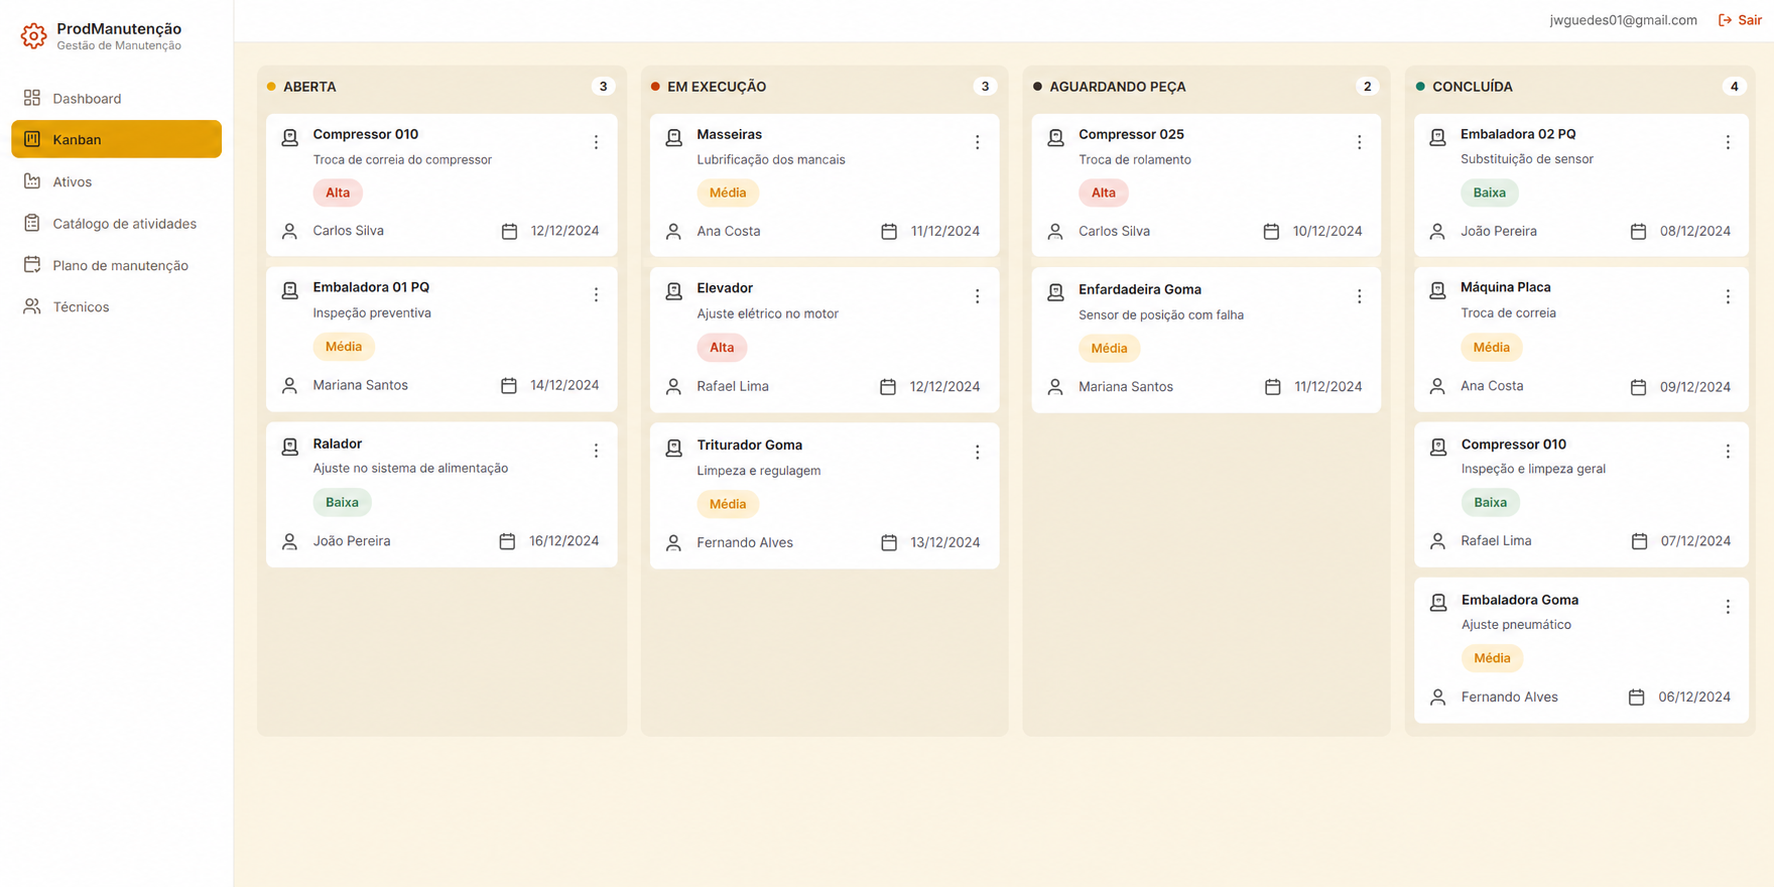 ProdManutenção
Gestão de Manutenção
Dashboard
Kanban
Ativos
Catálogo de atividades
Plano de manutenção
Técnicos
jwguedes01@gmail.com
Sair
ABERTA 3
Compressor 010
Troca de correia do compressor
Alta
Carlos Silva 12/12/2024
Embaladora 01 PQ
Inspeção preventiva
Média
Mariana Santos 14/12/2024
Ralador
Ajuste no sistema de alimentação
Baixa
João Pereira 16/12/2024
EM EXECUÇÃO 3
Masseiras
Lubrificação dos mancais
Média
Ana Costa 11/12/2024
Elevador
Ajuste elétrico no motor
Alta
Rafael Lima 12/12/2024
Triturador Goma
Limpeza e regulagem
Média
Fernando Alves 13/12/2024
AGUARDANDO PEÇA 2
Compressor 025
Troca de rolamento
Alta
Carlos Silva 10/12/2024
Enfardadeira Goma
Sensor de posição com falha
Média
Mariana Santos 11/12/2024
CONCLUÍDA 4
Embaladora 02 PQ
Substituição de sensor
Baixa
João Pereira 08/12/2024
Máquina Placa
Troca de correia
Média
Ana Costa 09/12/2024
Compressor 010
Inspeção e limpeza geral
Baixa
Rafael Lima 07/12/2024
Embaladora Goma
Ajuste pneumático
Média
Fernando Alves 06/12/2024